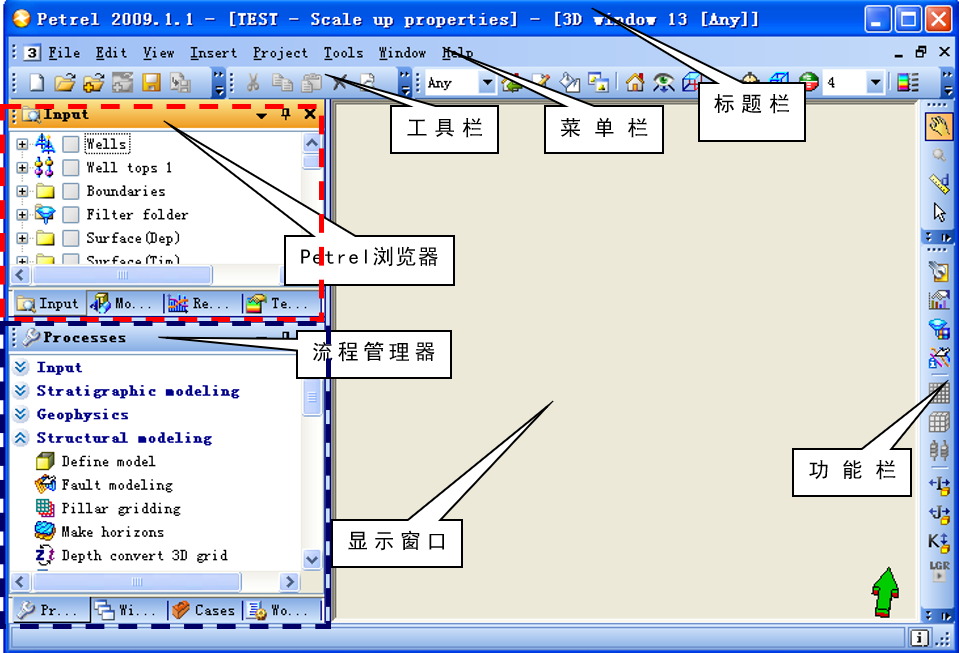 Petrel 2009.1.1 - [TEST - Scale up properties] - [3D window 13 [Any]]
3 File Edit View Insert Project Tools Window Help
Any 4
标题栏
工具栏
菜单栏
Input
Wells
Well tops 1
Boundaries
Filter folder
Surface(Dep)
Surface(Tim)
Petrel浏览器
Input Mo... Re... Te...
Processes
流程管理器
Input
Stratigraphic modeling
Geophysics
Structural modeling
Define model
Fault modeling
Pillar gridding
Make horizons
Depth convert 3D grid
功能栏
显示窗口
K
LGR
Pr... Wi... Cases Wo...